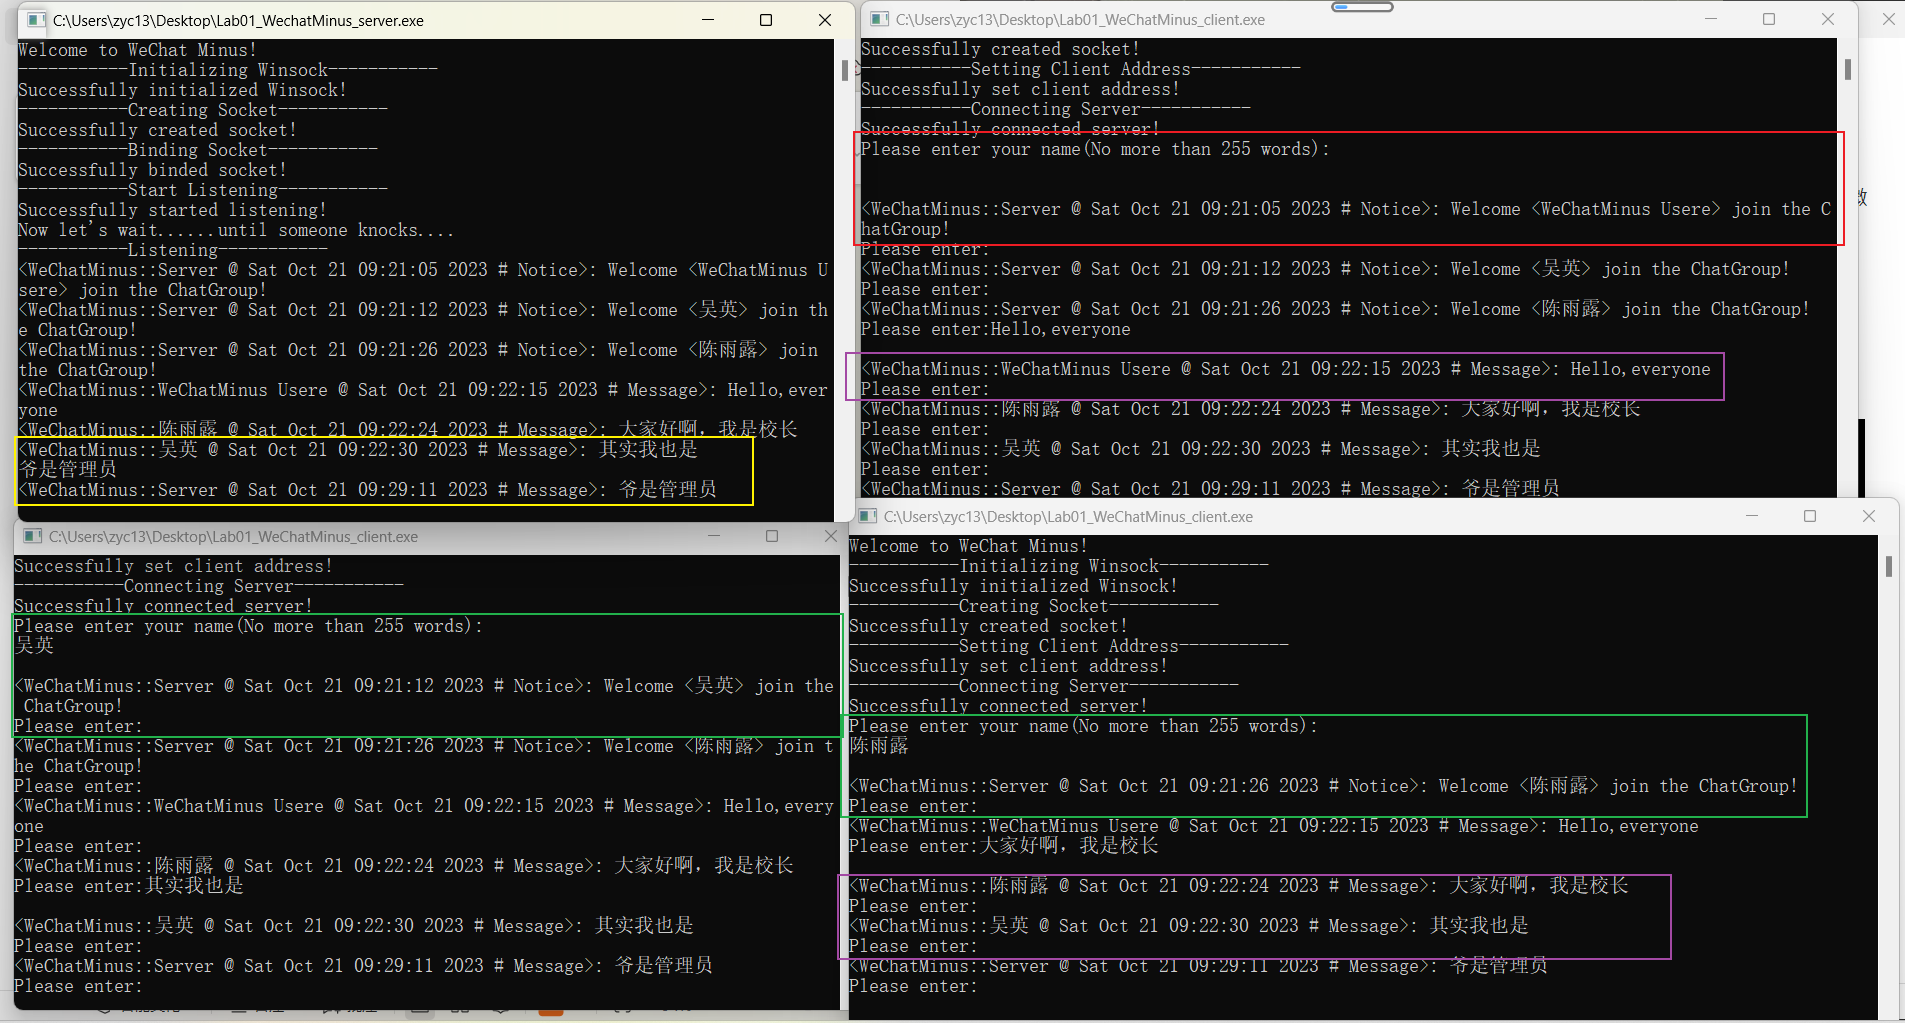 C:\Users\zyc13\Desktop\Lab01_WechatMinus_server.exe
Welcome to WeChat Minus!
-----------Initializing Winsock-----------
Successfully initialized Winsock!
-----------Creating Socket-----------
Successfully created socket!
-----------Binding Socket-----------
Successfully binded socket!
-----------Start Listening-----------
Successfully started listening!
Now let's wait......until someone knocks....
-----------Listening-----------
<WeChatMinus::Server @ Sat Oct 21 09:21:05 2023 # Notice>: Welcome <WeChatMinus U
sere> join the ChatGroup!
<WeChatMinus::Server @ Sat Oct 21 09:21:12 2023 # Notice>: Welcome <吴英> join th
e ChatGroup!
<WeChatMinus::Server @ Sat Oct 21 09:21:26 2023 # Notice>: Welcome <陈雨露> join
the ChatGroup!
<WeChatMinus::WeChatMinus Usere @ Sat Oct 21 09:22:15 2023 # Message>: Hello,ever
yone
<WeChatMinus::陈雨露 @ Sat Oct 21 09:22:24 2023 # Message>: 大家好啊，我是校长
<WeChatMinus::吴英 @ Sat Oct 21 09:22:30 2023 # Message>: 其实我也是
爷是管理员
<WeChatMinus::Server @ Sat Oct 21 09:29:11 2023 # Message>: 爷是管理员
C:\Users\zyc13\Desktop\Lab01_WeChatMinus_client.exe
Successfully created socket!
-----------Setting Client Address-----------
Successfully set client address!
-----------Connecting Server-----------
Successfully connected server!
Please enter your name(No more than 255 words):
<WeChatMinus::Server @ Sat Oct 21 09:21:05 2023 # Notice>: Welcome <WeChatMinus Usere> join the C
hatGroup!
Please enter:
<WeChatMinus::Server @ Sat Oct 21 09:21:12 2023 # Notice>: Welcome <吴英> join the ChatGroup!
Please enter:
<WeChatMinus::Server @ Sat Oct 21 09:21:26 2023 # Notice>: Welcome <陈雨露> join the ChatGroup!
Please enter:Hello,everyone
<WeChatMinus::WeChatMinus Usere @ Sat Oct 21 09:22:15 2023 # Message>: Hello,everyone
Please enter:
<WeChatMinus::陈雨露 @ Sat Oct 21 09:22:24 2023 # Message>: 大家好啊，我是校长
Please enter:
<WeChatMinus::吴英 @ Sat Oct 21 09:22:30 2023 # Message>: 其实我也是
Please enter:
<WeChatMinus::Server @ Sat Oct 21 09:29:11 2023 # Message>: 爷是管理员
C:\Users\zyc13\Desktop\Lab01_WeChatMinus_client.exe
Successfully set client address!
-----------Connecting Server-----------
Successfully connected server!
Please enter your name(No more than 255 words):
吴英
<WeChatMinus::Server @ Sat Oct 21 09:21:12 2023 # Notice>: Welcome <吴英> join the
 ChatGroup!
Please enter:
<WeChatMinus::Server @ Sat Oct 21 09:21:26 2023 # Notice>: Welcome <陈雨露> join t
he ChatGroup!
Please enter:
<WeChatMinus::WeChatMinus Usere @ Sat Oct 21 09:22:15 2023 # Message>: Hello,every
one
Please enter:
<WeChatMinus::陈雨露 @ Sat Oct 21 09:22:24 2023 # Message>: 大家好啊，我是校长
Please enter:其实我也是
<WeChatMinus::吴英 @ Sat Oct 21 09:22:30 2023 # Message>: 其实我也是
Please enter:
<WeChatMinus::Server @ Sat Oct 21 09:29:11 2023 # Message>: 爷是管理员
Please enter:
C:\Users\zyc13\Desktop\Lab01_WeChatMinus_client.exe
Welcome to WeChat Minus!
-----------Initializing Winsock-----------
Successfully initialized Winsock!
-----------Creating Socket-----------
Successfully created socket!
-----------Setting Client Address-----------
Successfully set client address!
-----------Connecting Server-----------
Successfully connected server!
Please enter your name(No more than 255 words):
陈雨露
<WeChatMinus::Server @ Sat Oct 21 09:21:26 2023 # Notice>: Welcome <陈雨露> join the ChatGroup!
Please enter:
<WeChatMinus::WeChatMinus Usere @ Sat Oct 21 09:22:15 2023 # Message>: Hello,everyone
Please enter:大家好啊，我是校长
<WeChatMinus::陈雨露 @ Sat Oct 21 09:22:24 2023 # Message>: 大家好啊，我是校长
Please enter:
<WeChatMinus::吴英 @ Sat Oct 21 09:22:30 2023 # Message>: 其实我也是
Please enter:
<WeChatMinus::Server @ Sat Oct 21 09:29:11 2023 # Message>: 爷是管理员
Please enter: